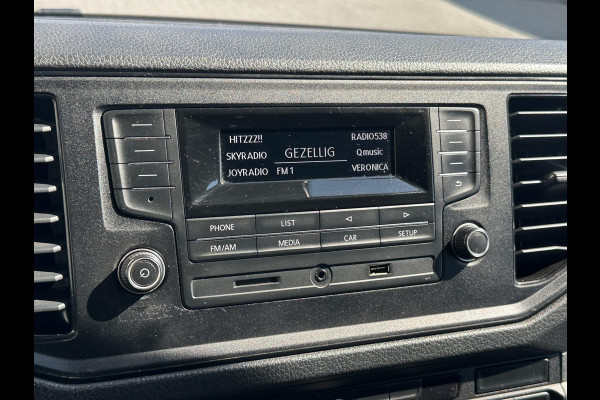 HITZZZ!! RADIO538
SKYRADIO GEZELLIG Qmusic
JOYRADIO FM 1 VERONICA
PHONE LIST
FM/AM MEDIA CAR SETUP